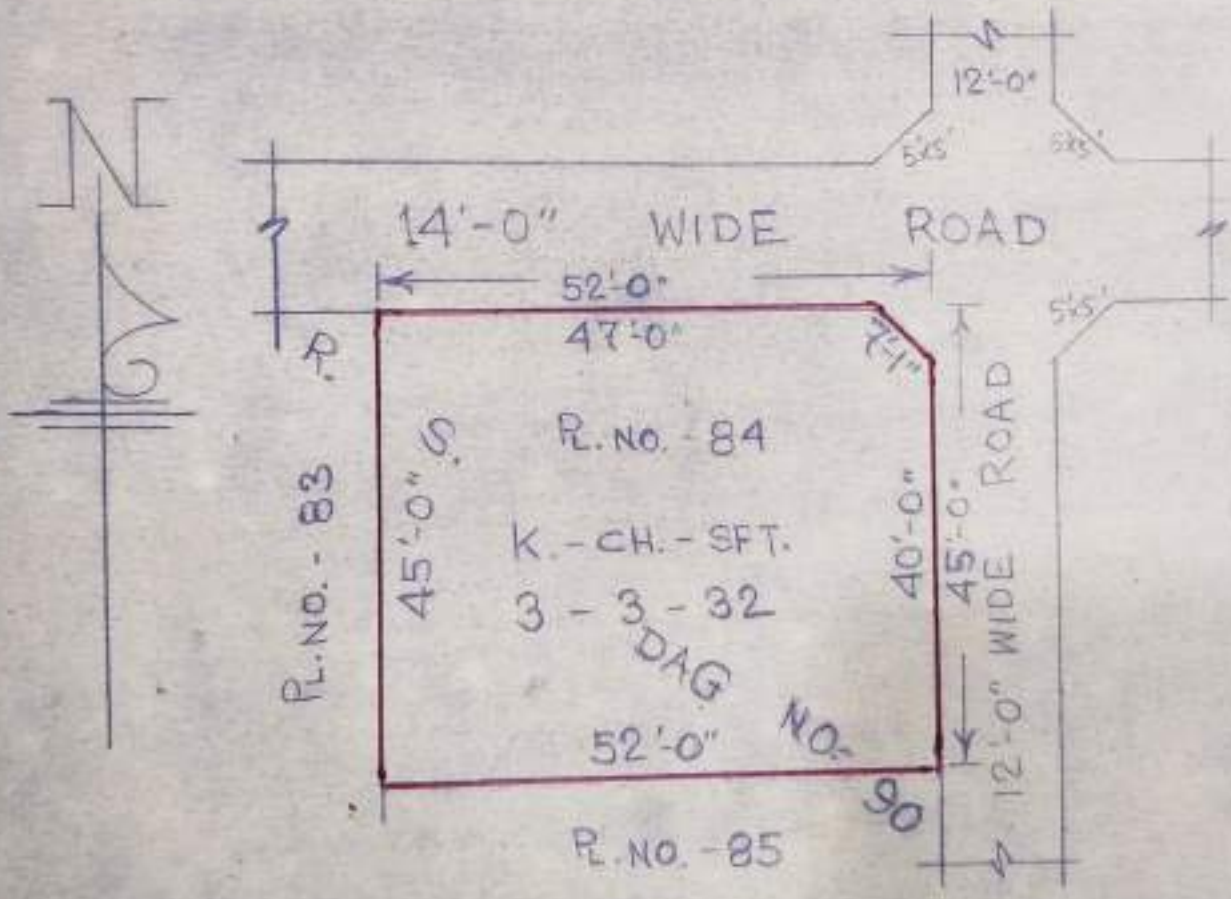 N
12'-0"
5'x5'
5'x5'
14'-0" WIDE ROAD
52'-0"
47'-0"
7'-1"
5'x5'
PL. NO. - 84
K. - CH. - SFT.
3 - 3 - 32
45'-0"
40'-0"
45'-0"
12'-0" WIDE ROAD
PL. NO. - 83
R. S. DAG NO.- 90
52'-0"
PL. NO. - 85